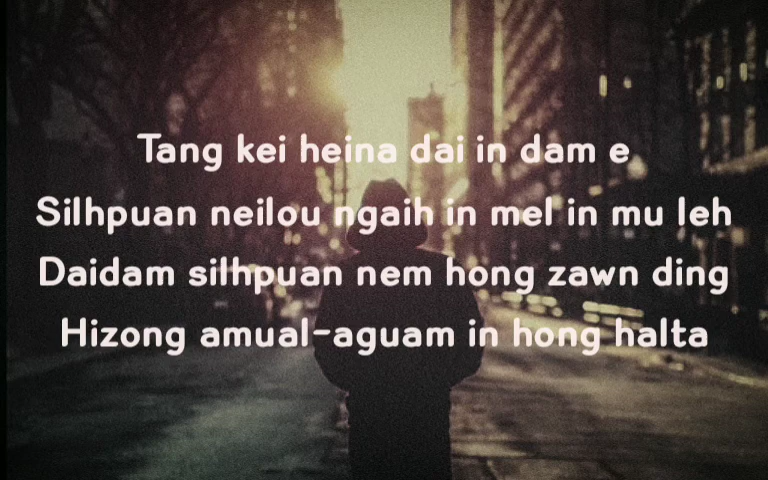 Tang kei heina dai in dam e
Silhpuan neilou ngaih in mel in mu leh
Daidam silhpuan nem hong zawn ding
Hizong amual-aguam in hong halta